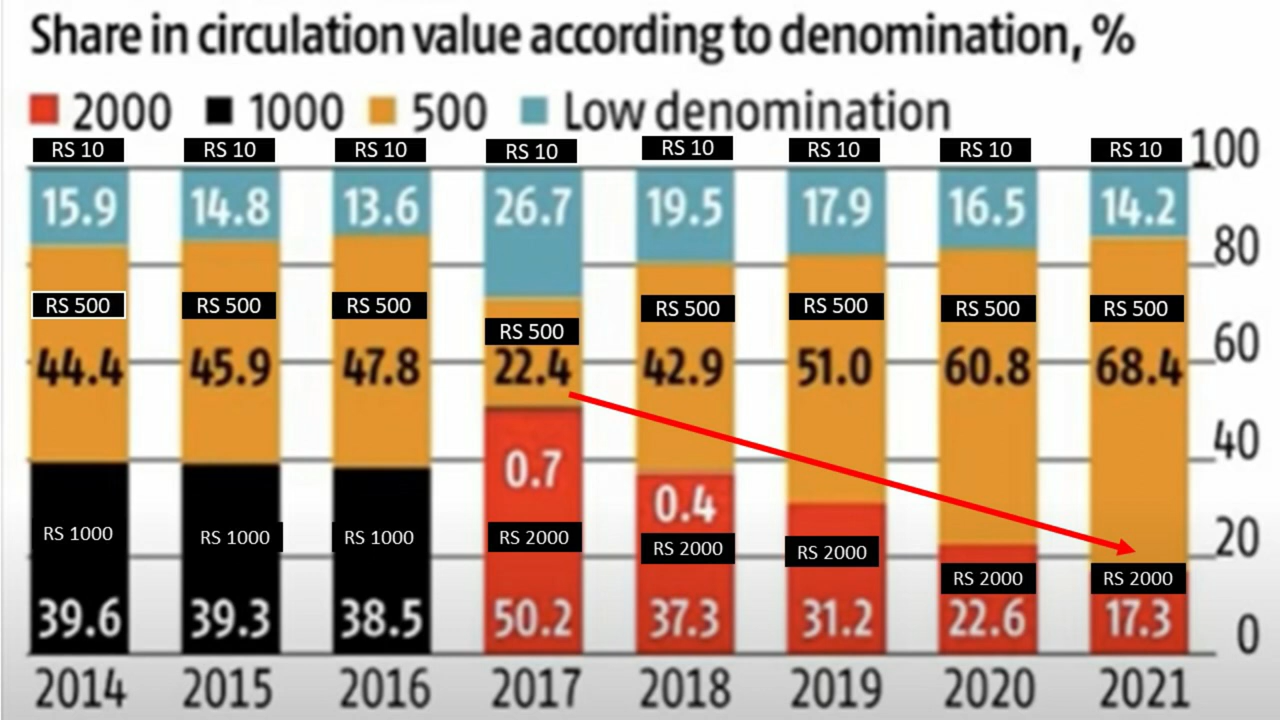 Share in circulation value according to denomination, %
2000 1000 500 Low denomination
RS 10 RS 10 RS 10 RS 10 RS 10 RS 10 RS 10 RS 10 100
15.9 14.8 13.6 26.7 19.5 17.9 16.5 14.2
80
RS 500 RS 500 RS 500 RS 500 RS 500 RS 500 RS 500 RS 500
60
44.4 45.9 47.8 22.4 42.9 51.0 60.8 68.4
40
0.7 0.4
RS 1000 RS 1000 RS 1000 RS 2000 RS 2000 RS 2000 RS 2000 RS 2000
20
39.6 39.3 38.5 50.2 37.3 31.2 22.6 17.3
0
2014 2015 2016 2017 2018 2019 2020 2021